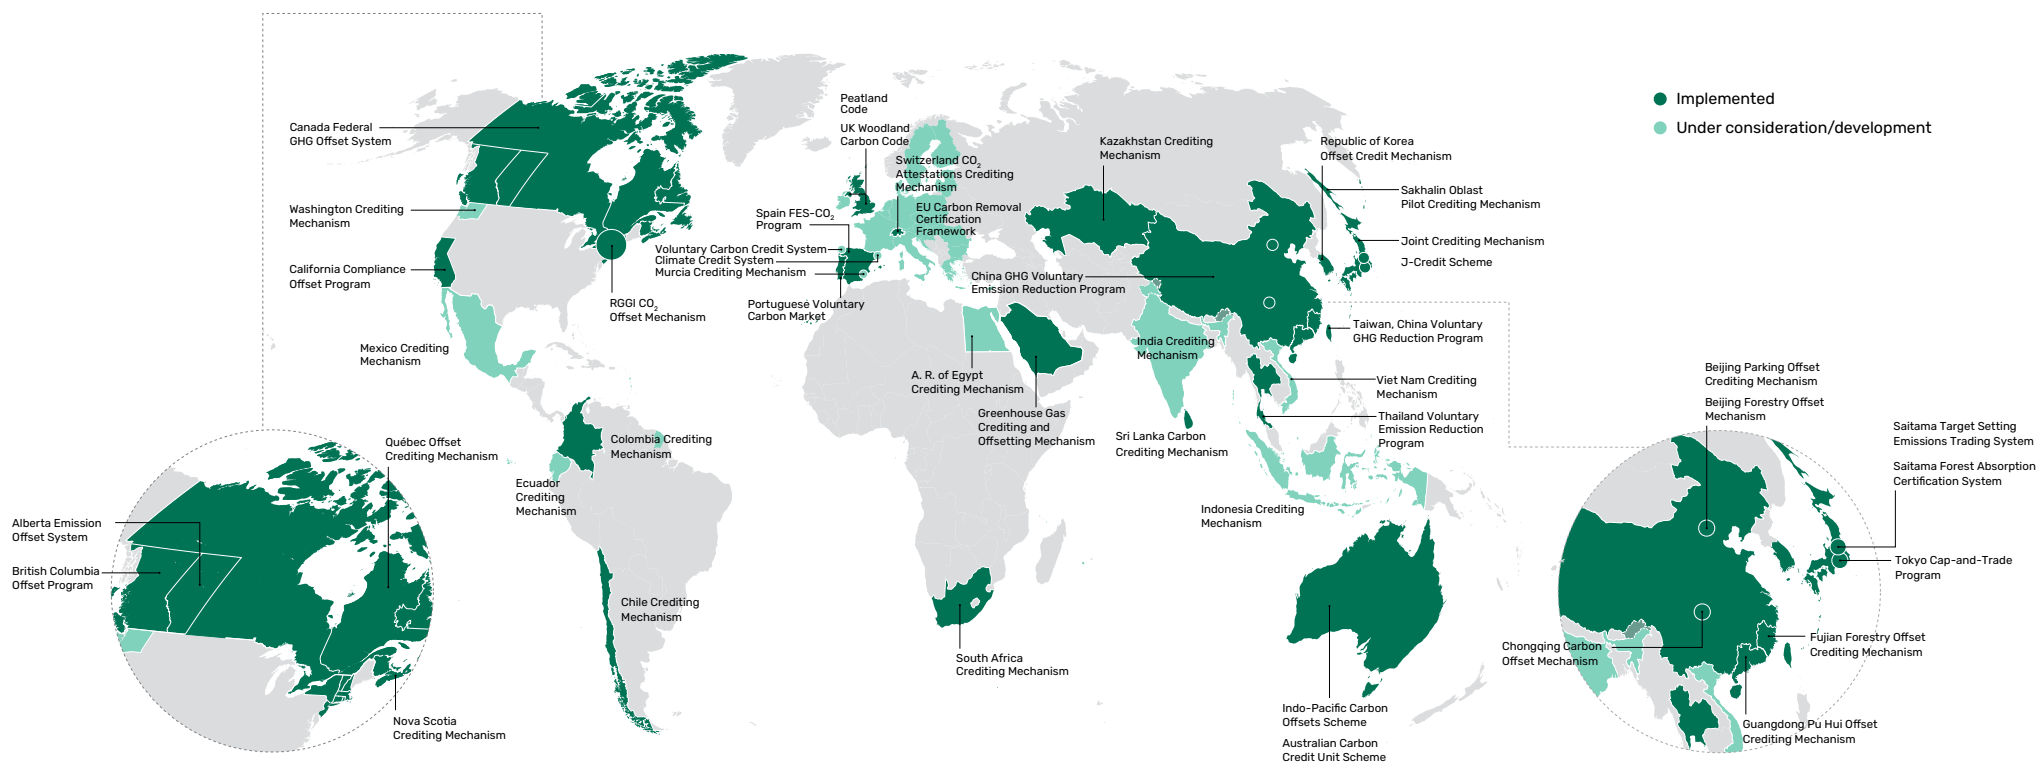 Implemented
Under consideration/development
Canada Federal
GHG Offset System
Washington Crediting
Mechanism
California Compliance
Offset Program
Mexico Crediting
Mechanism
RGGI CO₂
Offset Mechanism
Colombia Crediting
Mechanism
Ecuador
Crediting
Mechanism
Chile Crediting
Mechanism
Québec Offset
Crediting Mechanism
Alberta Emission
Offset System
British Columbia
Offset Program
Nova Scotia
Crediting Mechanism
Peatland
Code
UK Woodland
Carbon Code
Switzerland CO₂
Attestations Crediting
Mechanism
EU Carbon Removal
Certification
Framework
Spain FES-CO₂
Program
Voluntary Carbon Credit System
Climate Credit System
Murcia Crediting Mechanism
Portuguese Voluntary
Carbon Market
A. R. of Egypt
Crediting Mechanism
Greenhouse Gas
Crediting and
Offsetting Mechanism
South Africa
Crediting Mechanism
Kazakhstan Crediting
Mechanism
China GHG Voluntary
Emission Reduction Program
India Crediting
Mechanism
Sri Lanka Carbon
Crediting Mechanism
Indonesia Crediting
Mechanism
Republic of Korea
Offset Credit Mechanism
Sakhalin Oblast
Pilot Crediting Mechanism
Joint Crediting Mechanism
J-Credit Scheme
Taiwan, China Voluntary
GHG Reduction Program
Viet Nam Crediting
Mechanism
Thailand Voluntary
Emission Reduction
Program
Indo-Pacific Carbon
Offsets Scheme
Australian Carbon
Credit Unit Scheme
Beijing Parking Offset
Crediting Mechanism
Beijing Forestry Offset
Mechanism
Saitama Target Setting
Emissions Trading System
Saitama Forest Absorption
Certification System
Tokyo Cap-and-Trade
Program
Chongqing Carbon
Offset Mechanism
Fujian Forestry Offset
Crediting Mechanism
Guangdong Pu Hui Offset
Crediting Mechanism